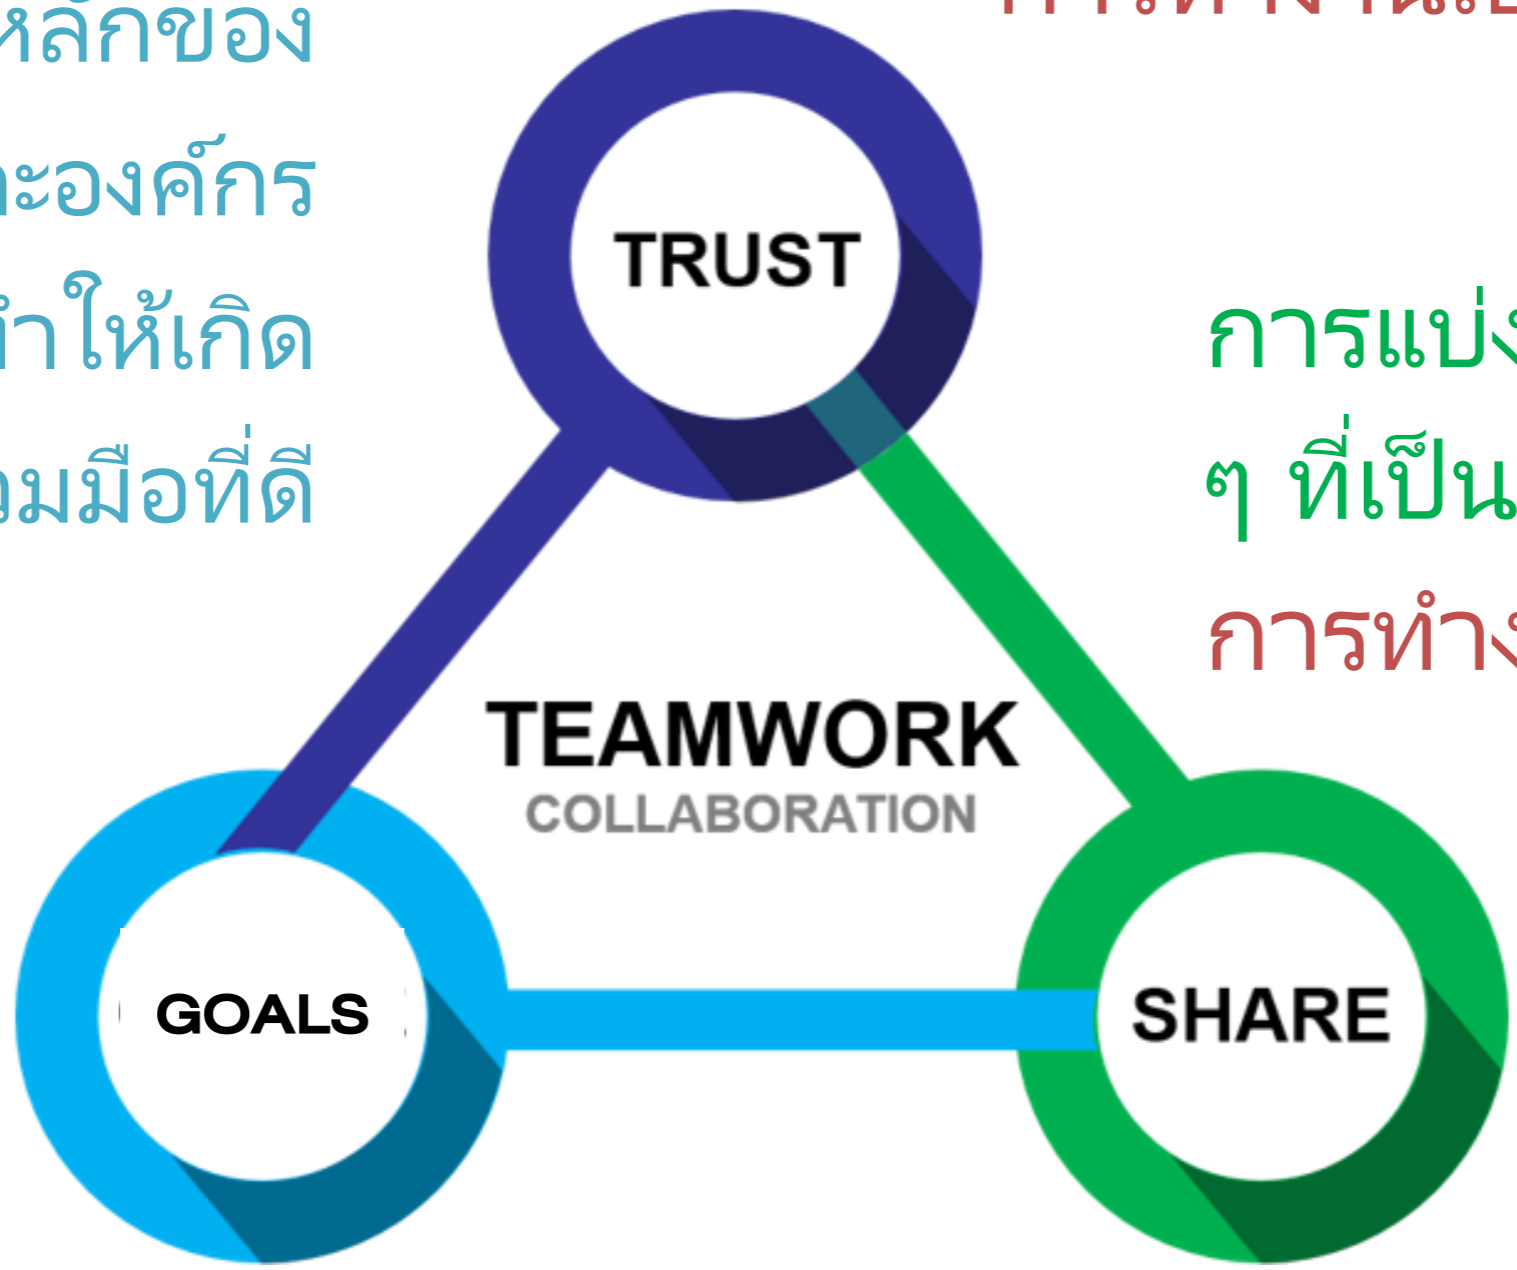 หลักของ
ะองค์กร
ทำให้เกิด
วมมือที่ดี
TRUST
การแบ่ง
ๆ ที่เป็น
การทำง
TEAMWORK
COLLABORATION
GOALS
SHARE